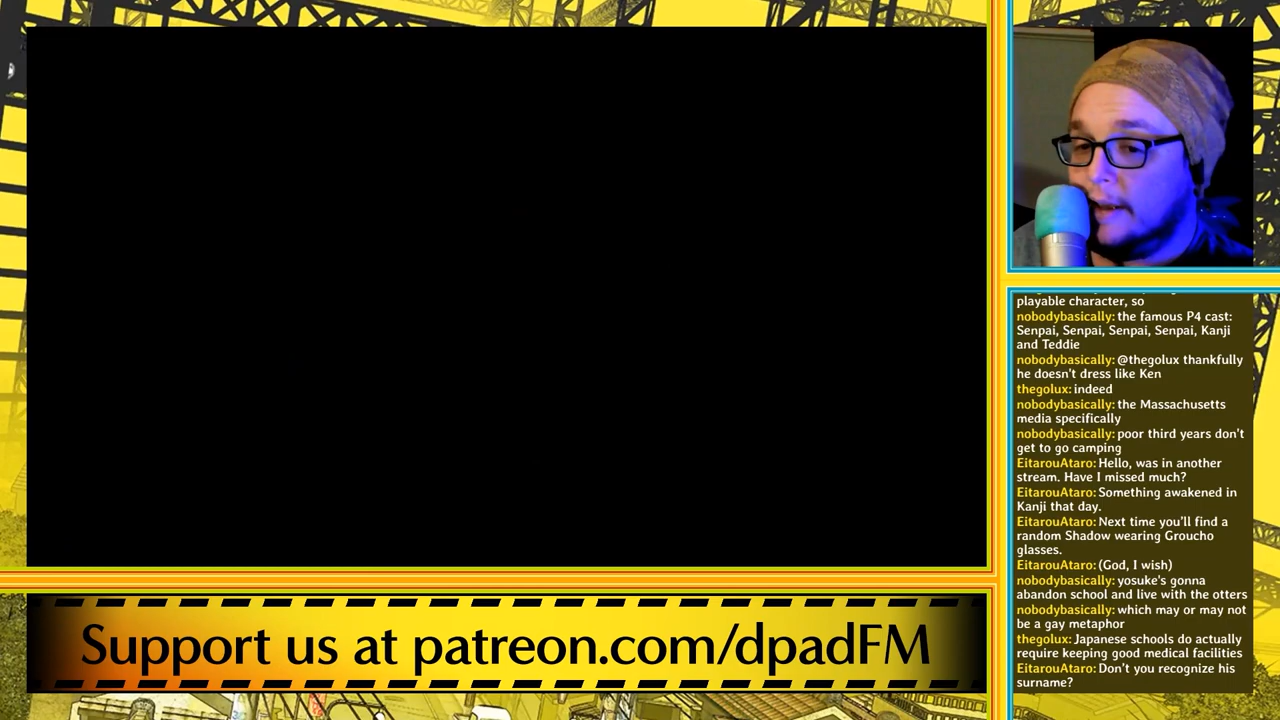 playable character, so
nobodybasically: the famous P4 cast:
Senpai, Senpai, Senpai, Senpai, Kanji
and Teddie
nobodybasically: @thegolux thankfully
he doesn't dress like Ken
thegolux: indeed
nobodybasically: the Massachusetts
media specifically
nobodybasically: poor third years don't
get to go camping
EitarouAtaro: Hello, was in another
stream. Have I missed much?
EitarouAtaro: Something awakened in
Kanji that day.
EitarouAtaro: Next time you'll find a
random Shadow wearing Groucho
glasses.
EitarouAtaro: (God, I wish)
nobodybasically: yosuke's gonna
abandon school and live with the otters
nobodybasically: which may or may not
be a gay metaphor
thegolux: Japanese schools do actually
require keeping good medical facilities
EitarouAtaro: Don't you recognize his
surname?
Support us at patreon.com/dpadFM